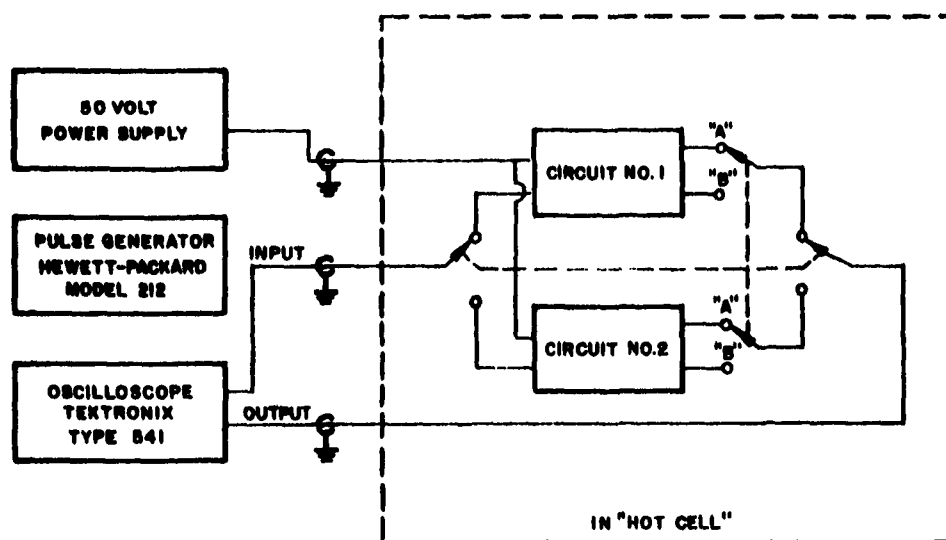 50 VOLT
POWER SUPPLY
PULSE GENERATOR
HEWETT-PACKARD
MODEL 212
INPUT
OSCILLOSCOPE
TEKTRONIX
TYPE 541
OUTPUT
CIRCUIT NO. 1
"A"
"B"
CIRCUIT NO. 2
"A"
"B"
IN "HOT CELL"